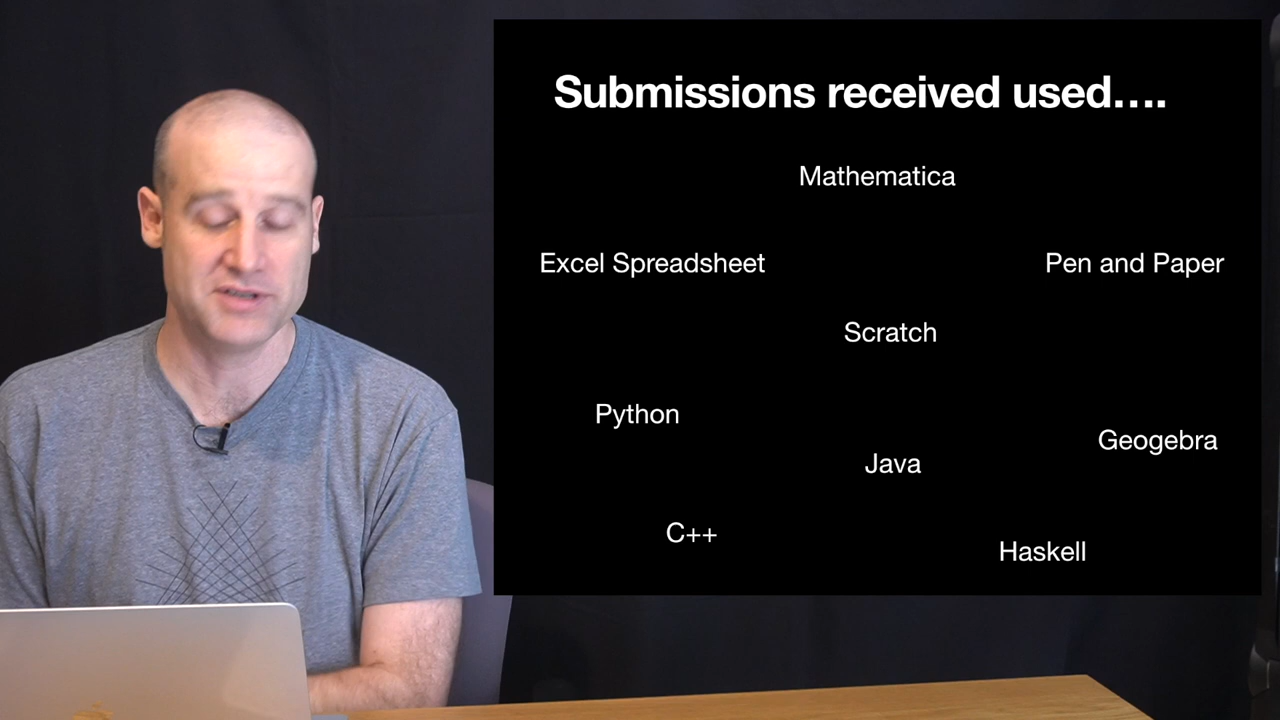 Submissions received used….
Mathematica
Excel Spreadsheet
Pen and Paper
Scratch
Python
Geogebra
Java
C++
Haskell